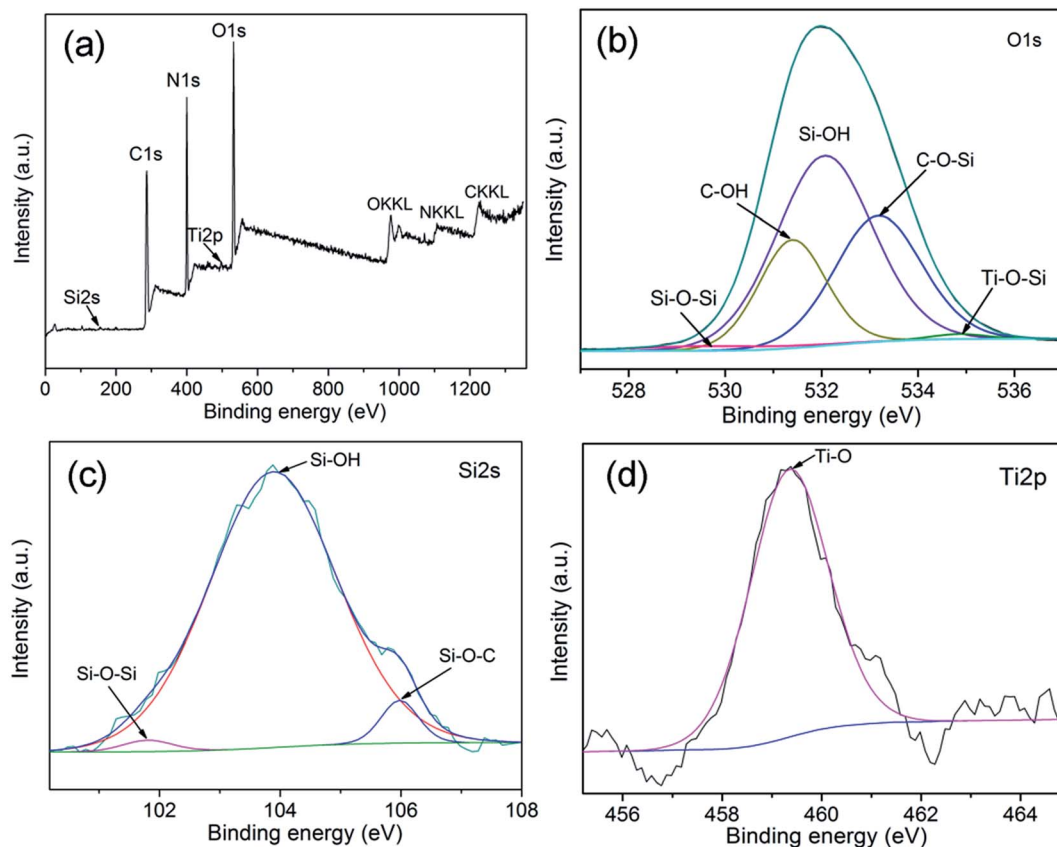 (a)
O1s
N1s
C1s
Ti2p
Si2s
OKKL
NKKL
CKKL
Intensity (a.u.)
0 200 400 600 800 1000 1200
Binding energy (eV)
(b)
O1s
Si-OH
C-O-Si
C-OH
Si-O-Si
Ti-O-Si
Intensity (a.u.)
528 530 532 534 536
Binding energy (eV)
(c)
Si2s
Si-OH
Si-O-Si
Si-O-C
Intensity (a.u.)
102 104 106 108
Binding energy (eV)
(d)
Ti2p
Ti-O
Intensity (a.u.)
456 458 460 462 464
Binding energy (eV)